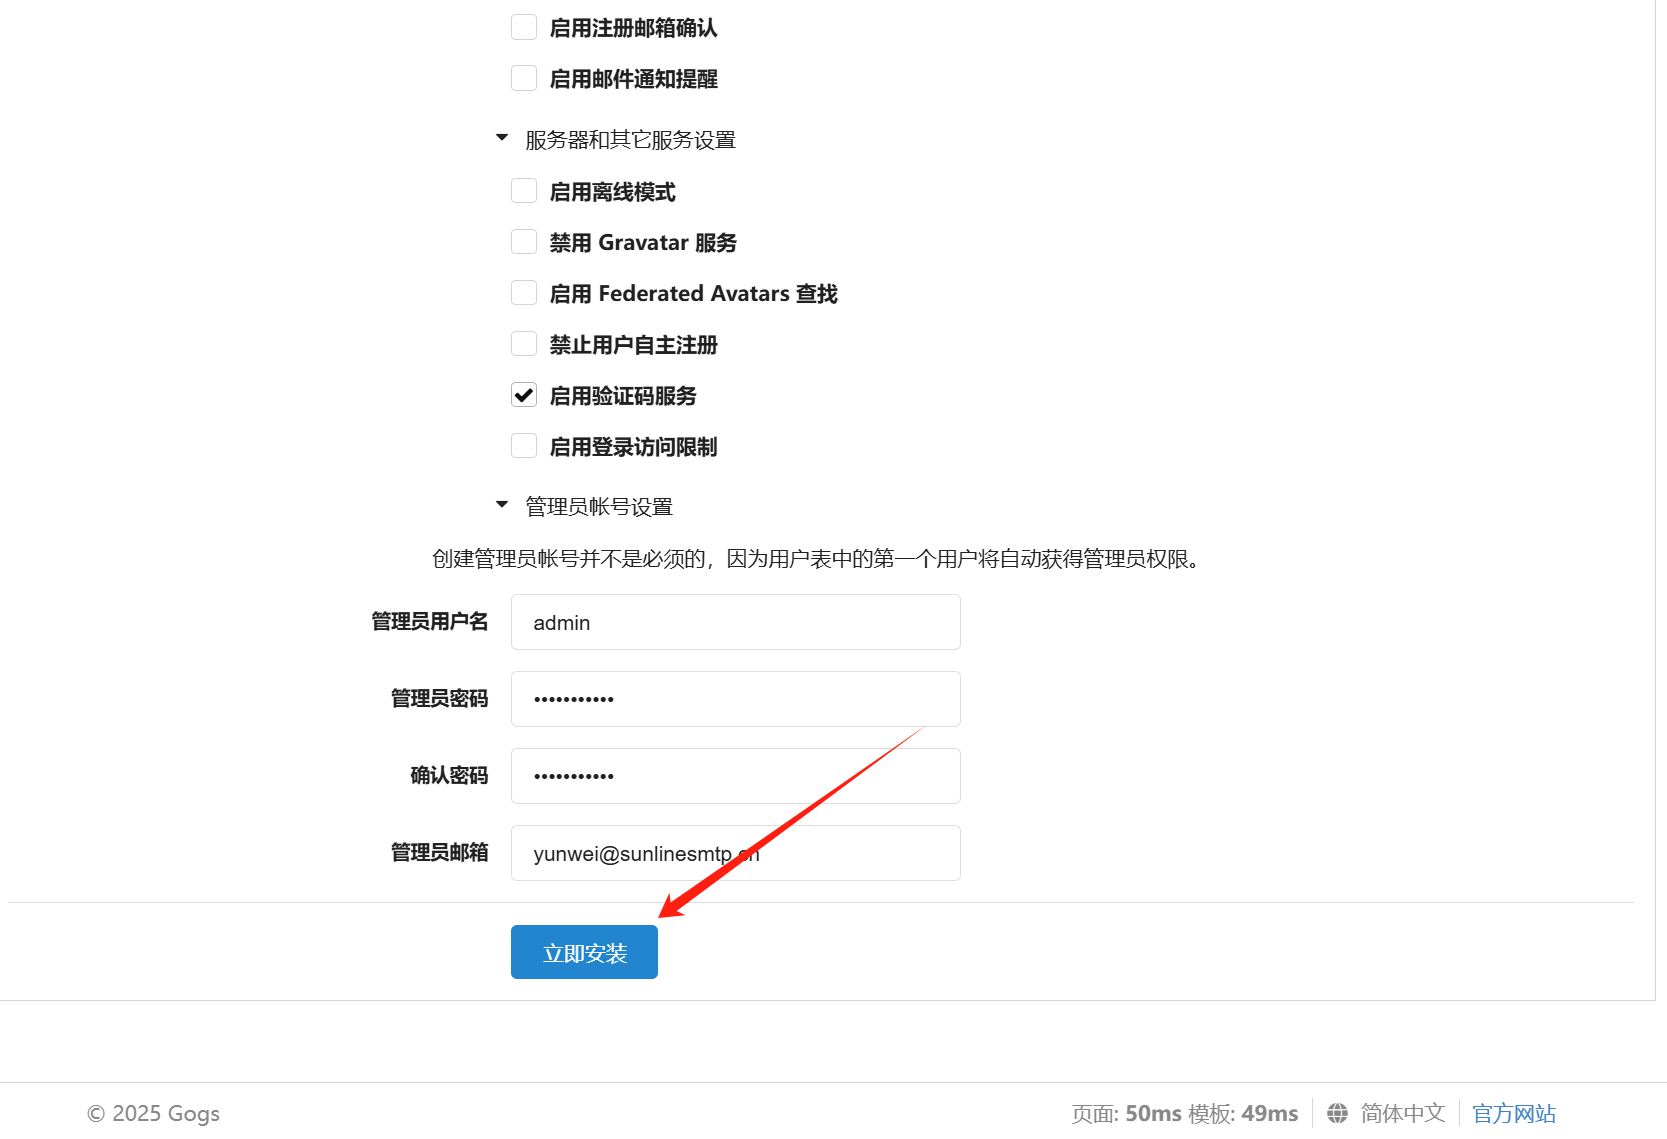 启用注册邮箱确认
启用邮件通知提醒
服务器和其它服务设置
启用离线模式
禁用 Gravatar 服务
启用 Federated Avatars 查找
禁止用户自主注册
启用验证码服务
启用登录访问限制
管理员帐号设置
创建管理员帐号并不是必须的，因为用户表中的第一个用户将自动获得管理员权限。
管理员用户名 admin
管理员密码 •••••••••••
确认密码 •••••••••••
管理员邮箱 yunwei@sunlinesmtp.cn
立即安装
© 2025 Gogs 页面: 50ms 模板: 49ms 简体中文 官方网站